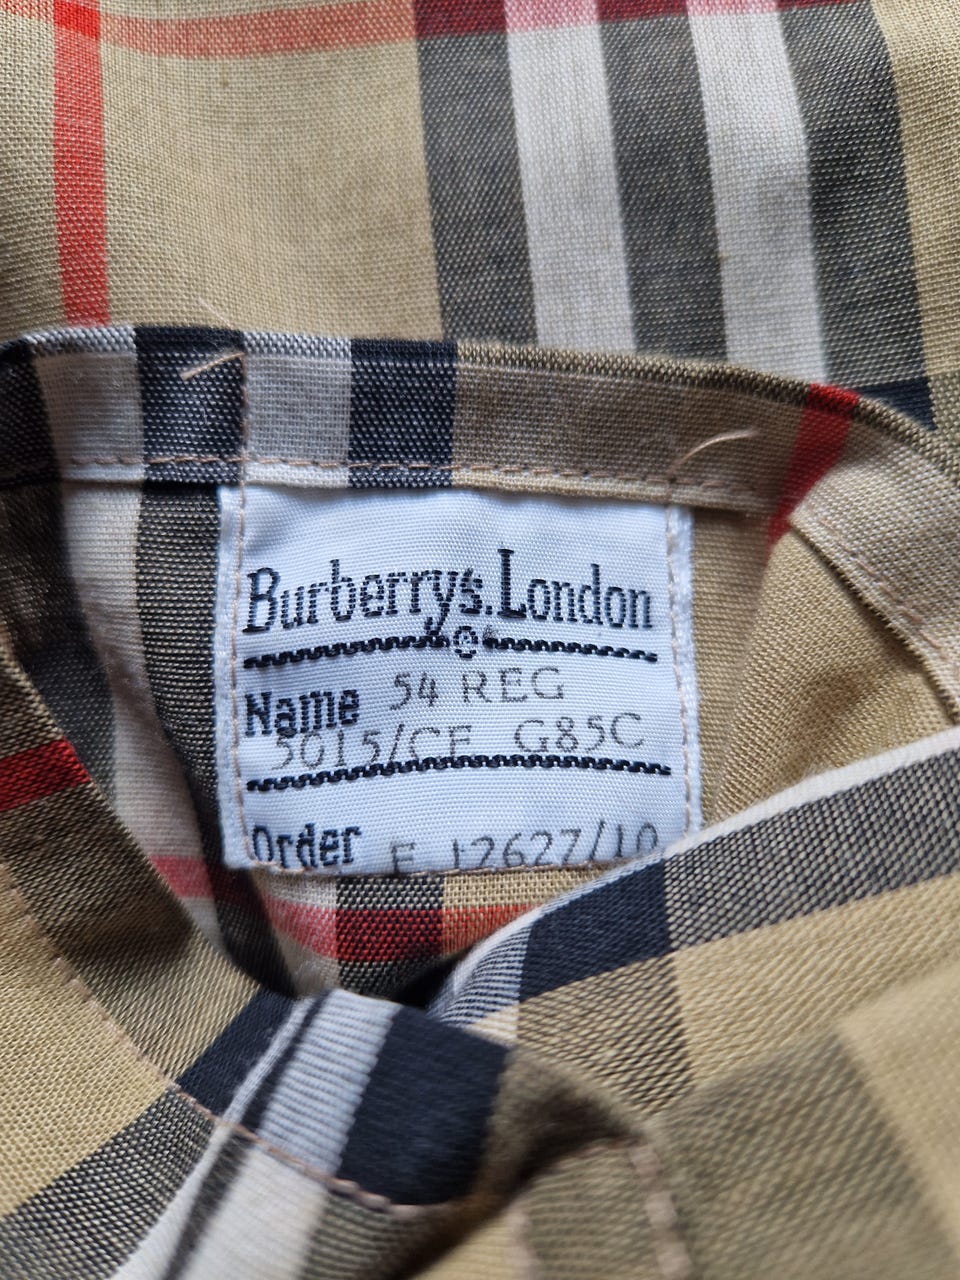 Burberrys. London
Name 54 REG
5015/CF G85C
Order F 12627/10